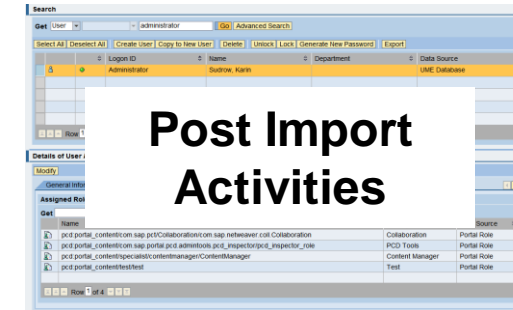 Search
Get User administrator Go Advanced Search
Select All Deselect All Create User Copy to New User Delete Unlock Lock Generate New Password Export
Logon ID Name Department Data Source
Administrator Sudrow, Karin UME Database
Row 1
Post Import
Activities
Details of User A
Modify
General Infor
Assigned Rol
Get
Name Source
pcd:portal_content/com.sap.pct/Collaboration/com.sap.netweaver.coll.Collaboration Collaboration Portal Role
pcd:portal_content/com.sap.portal.pcd.admintools.pcd_inspector/pcd_inspector_role PCD Tools Portal Role
pcd:portal_content/specialist/contentmanager/ContentManager Content Manager Portal Role
pcd:portal_content/test/test Test Portal Role
Row 1 of 4